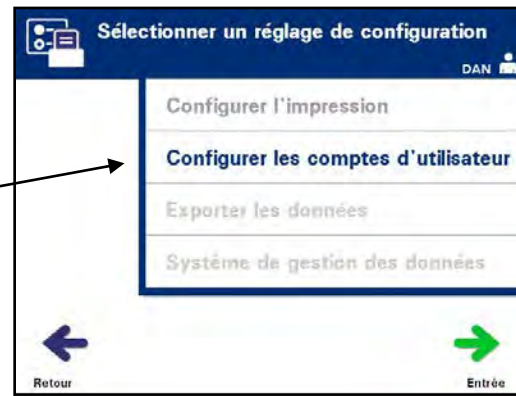 Sélectionner un réglage de configuration
DAN
Configurer l'impression
Configurer les comptes d'utilisateur
Exporter les données
Système de gestion des données
Retour
Entrée